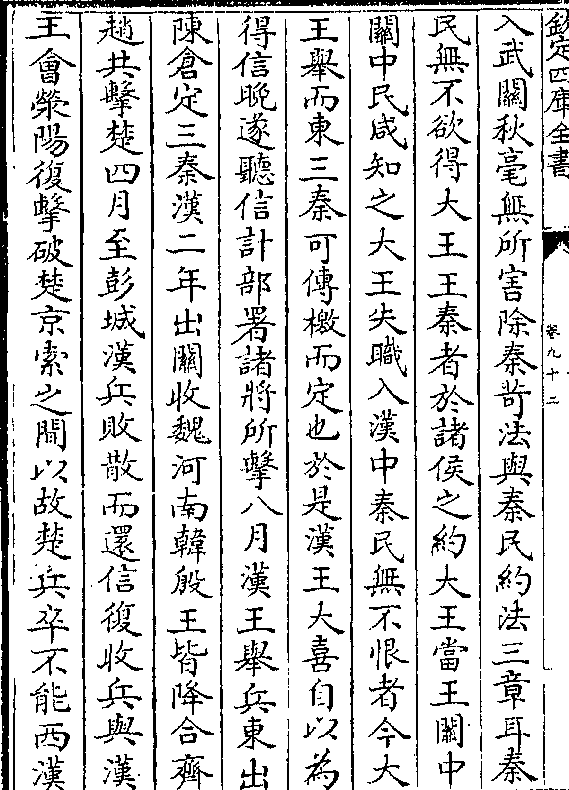 欽定四庫全書
卷九十二
入武關秋毫無所害除秦苛法與秦民約法三章耳秦
民無不欲得大王王秦者於諸侯之約大王當王關中
關中民咸知之大王失職入漢中秦民無不恨者今大
王舉而東三秦可傳檄而定也於是漢王大喜自以為
得信晚遂聽信計部署諸將所擊八月漢王舉兵東出
陳倉定三秦漢二年出關收魏河南韓殷王皆降合齊
趙共擊楚四月至彭城漢兵敗散而還信復收兵與漢
王會滎陽復擊破楚京索之間以故楚兵卒不能西漢